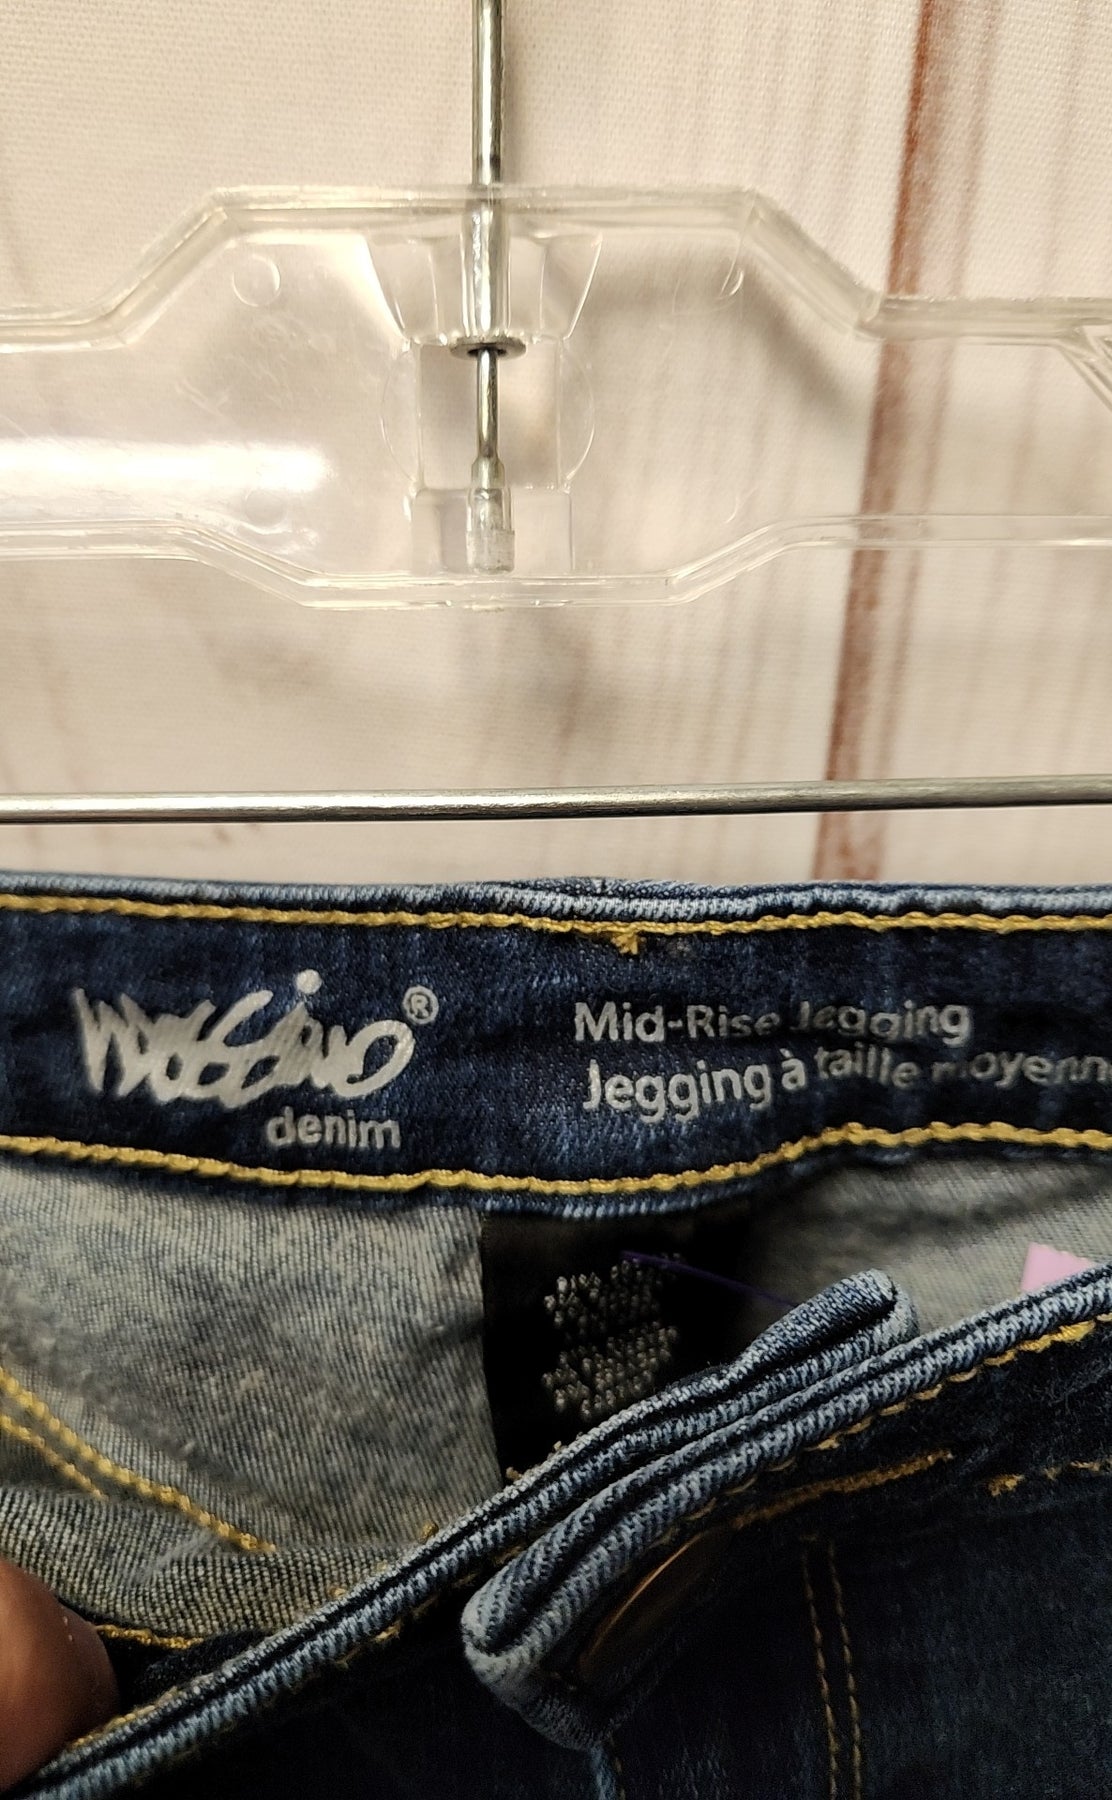 Mossimo®
denim
Mid-Rise Jegging
Jegging à taille moyenne